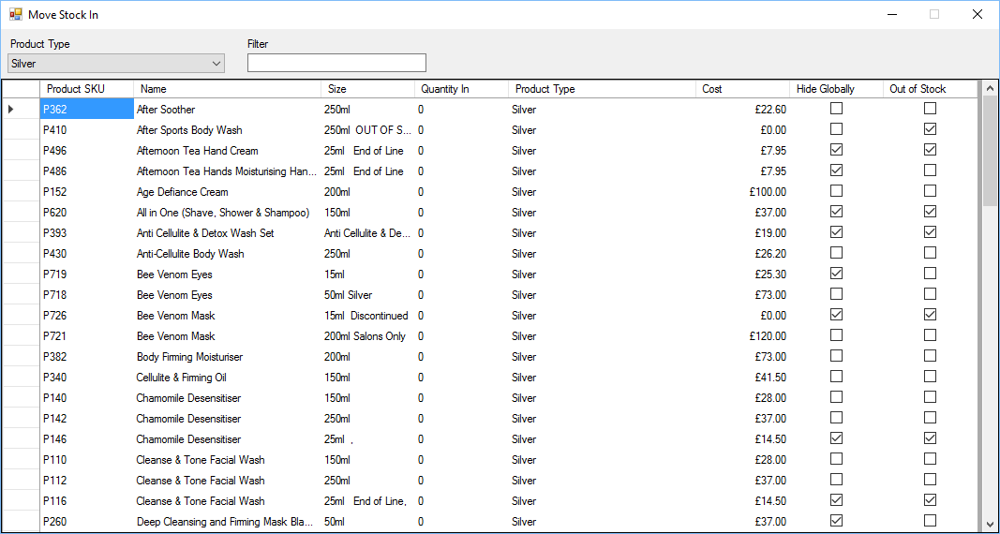 Move Stock In
Product Type Filter
Silver
Product SKU Name Size Quantity In Product Type Cost Hide Globally Out of Stock
P362 After Soother 250ml 0 Silver £22.60
P410 After Sports Body Wash 250ml OUT OF S... 0 Silver £0.00
P496 Afternoon Tea Hand Cream 25ml End of Line 0 Silver £7.95
P486 Afternoon Tea Hands Moisturising Han... 25ml End of Line 0 Silver £7.95
P152 Age Defiance Cream 200ml 0 Silver £100.00
P620 All in One (Shave, Shower & Shampoo) 150ml 0 Silver £37.00
P393 Anti Cellulite & Detox Wash Set Anti Cellulite & De... 0 Silver £19.00
P430 Anti-Cellulite Body Wash 250ml 0 Silver £26.20
P719 Bee Venom Eyes 15ml 0 Silver £25.30
P718 Bee Venom Eyes 50ml Silver 0 Silver £73.00
P726 Bee Venom Mask 15ml Discontinued 0 Silver £0.00
P721 Bee Venom Mask 200ml Salons Only 0 Silver £120.00
P382 Body Firming Moisturiser 200ml 0 Silver £73.00
P340 Cellulite & Firming Oil 150ml 0 Silver £41.50
P140 Chamomile Desensitiser 150ml 0 Silver £28.00
P142 Chamomile Desensitiser 250ml 0 Silver £37.00
P146 Chamomile Desensitiser 25ml , 0 Silver £14.50
P110 Cleanse & Tone Facial Wash 150ml 0 Silver £28.00
P112 Cleanse & Tone Facial Wash 250ml 0 Silver £37.00
P116 Cleanse & Tone Facial Wash 25ml End of Line, 0 Silver £14.50
P260 Deep Cleansing and Firming Mask Bla... 50ml 0 Silver £37.00